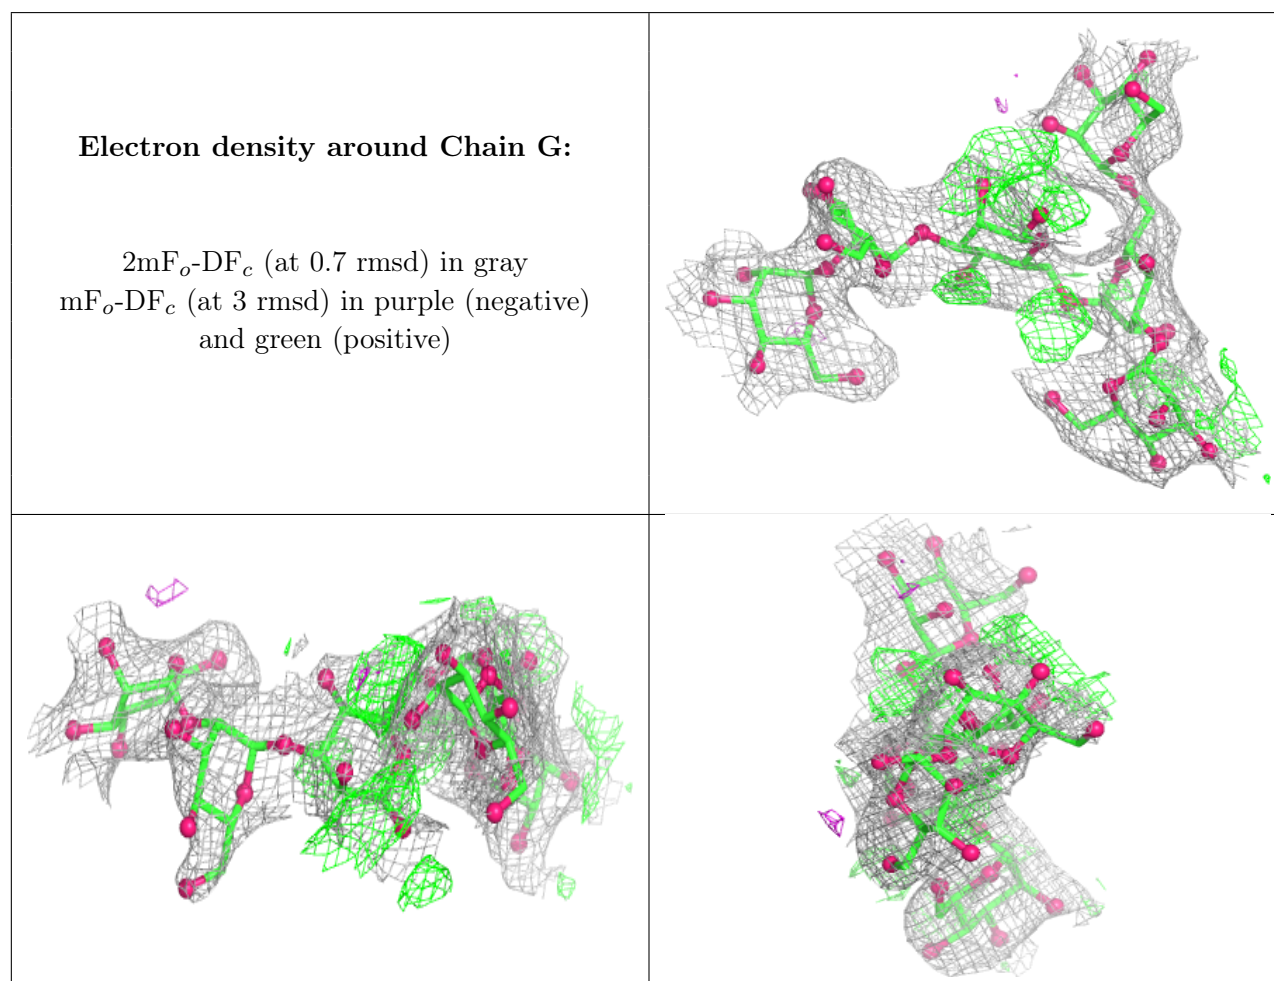 Electron density around Chain G:
2mFₒ-DF𝒸 (at 0.7 rmsd) in gray
mFₒ-DF𝒸 (at 3 rmsd) in purple (negative)
and green (positive)